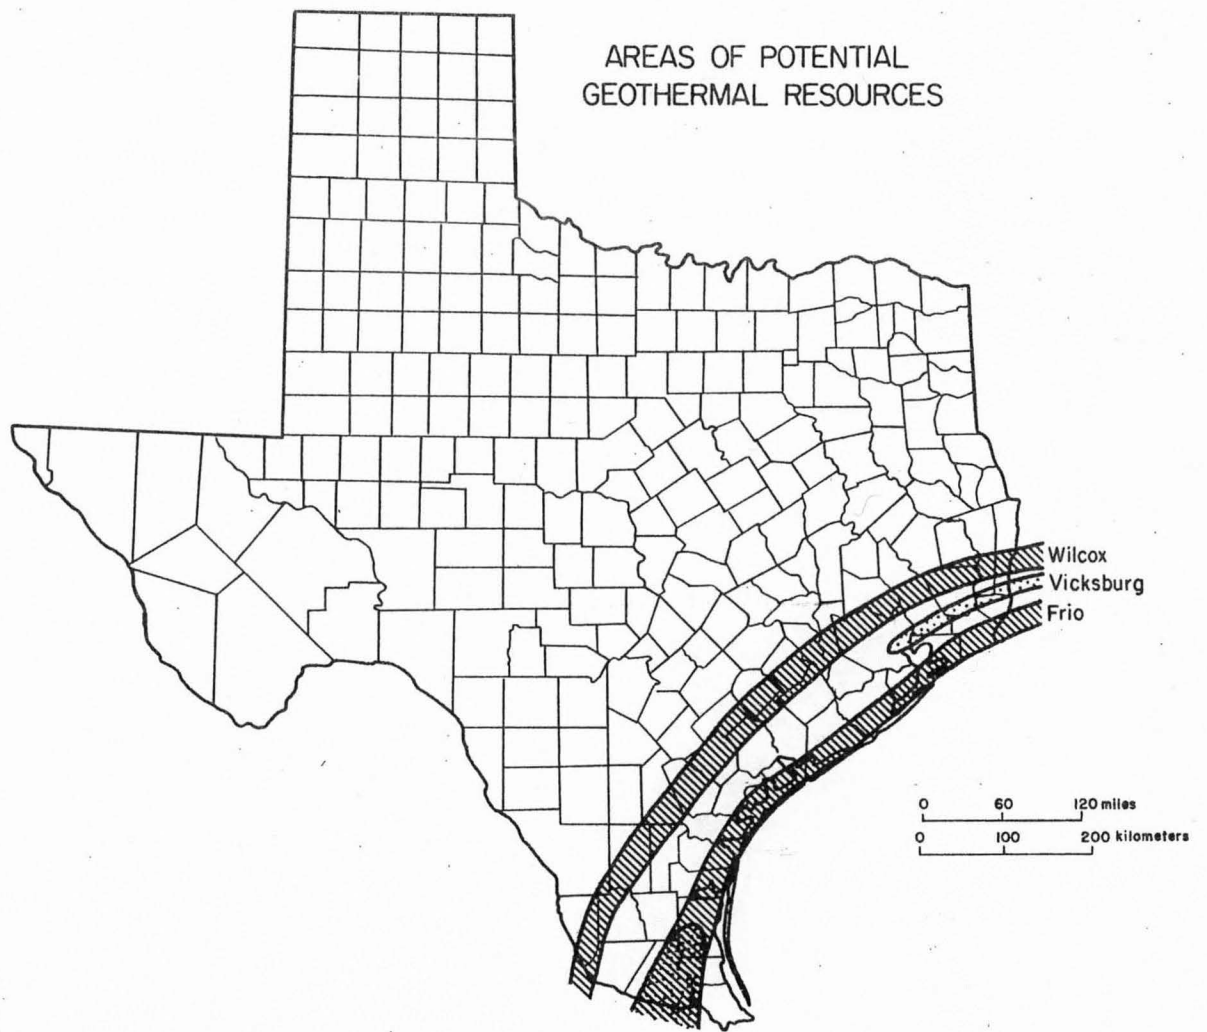 AREAS OF POTENTIAL
GEOTHERMAL RESOURCES
Wilcox
Vicksburg
Frio
0 60 120 miles
0 100 200 kilometers